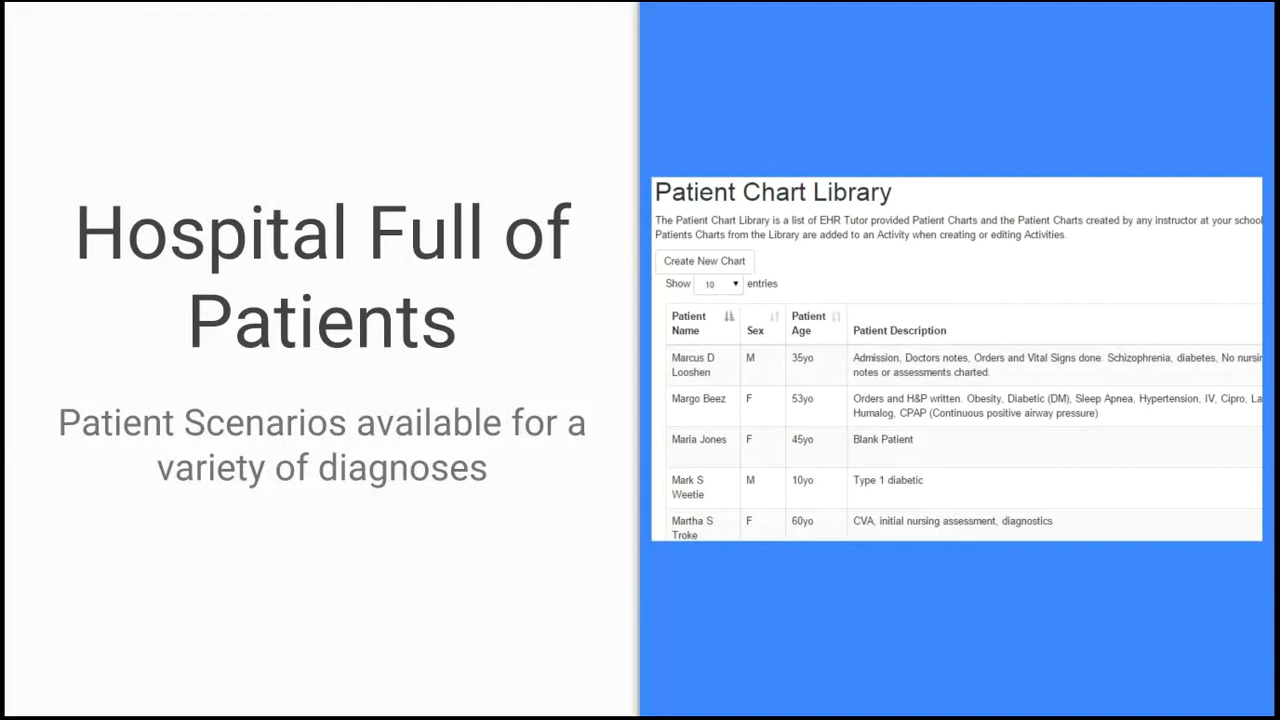 Hospital Full of
Patients
Patient Scenarios available for a
variety of diagnoses
Patient Chart Library
The Patient Chart Library is a list of EHR Tutor provided Patient Charts and the Patient Charts created by any instructor at your school
Patients Charts from the Library are added to an Activity when creating or editing Activities.
Create New Chart
Show 10 entries
Patient Name Sex Patient Age Patient Description
Marcus D Looshen M 35yo Admission, Doctors notes, Orders and Vital Signs done. Schizophrenia, diabetes, No
notes or assessments charted.
Margo Beez F 53yo Orders and H&P written. Obesity, Diabetic (DM), Sleep Apnea, Hypertension, IV, Cipro,
Humalog. CPAP (Continuous positive airway pressure)
Maria Jones F 45yo Blank Patient
Mark S Weetie M 10yo Type 1 diabetic
Martha S Troke F 60yo CVA, initial nursing assessment, diagnostics